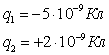 q₁ = −5·10⁻⁹ Кл
q₂ = +2·10⁻⁹ Кл